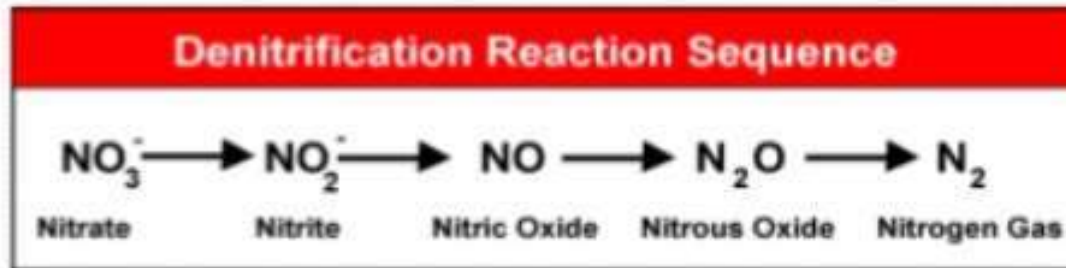 Denitrification Reaction Sequence
NO₃⁻ → NO₂⁻ → NO → N₂O → N₂
Nitrate Nitrite Nitric Oxide Nitrous Oxide Nitrogen Gas